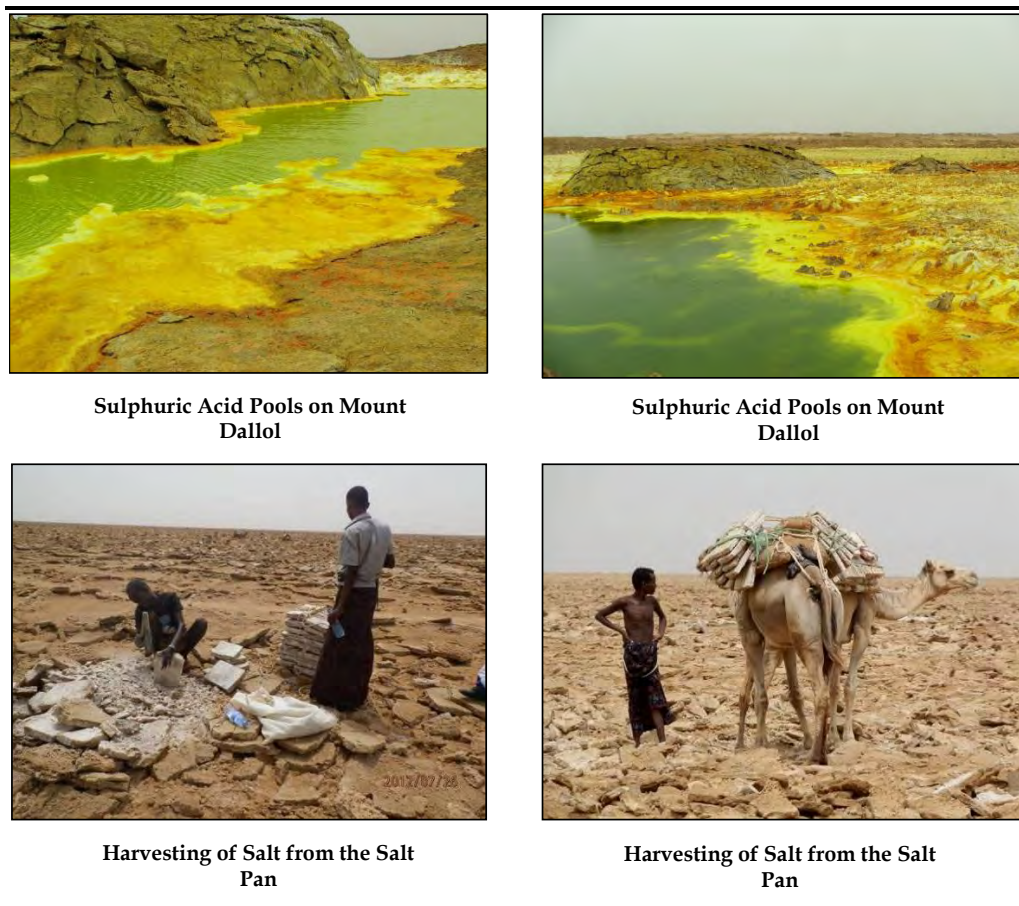 Sulphuric Acid Pools on Mount
Dallol
Sulphuric Acid Pools on Mount
Dallol
2012/07/26
Harvesting of Salt from the Salt
Pan
Harvesting of Salt from the Salt
Pan